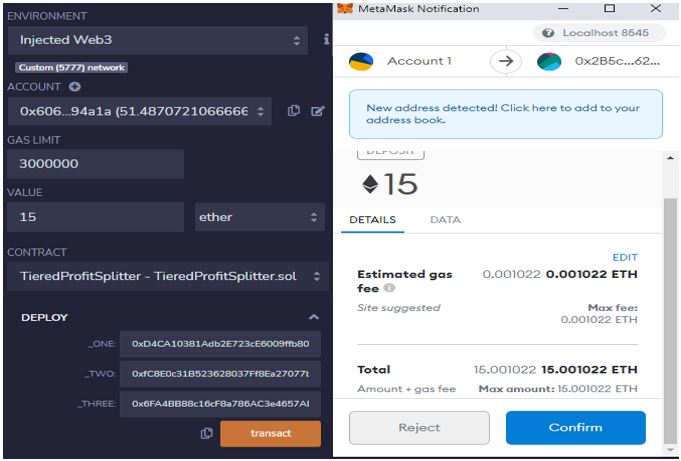 ENVIRONMENT
Injected Web3
Custom (5777) network
ACCOUNT
0x606...94a1a (51.4870721066666
GAS LIMIT
3000000
VALUE
15
ether
CONTRACT
TieredProfitSplitter - TieredProfitSplitter.sol
DEPLOY
_ONE: 0xD4CA10381Adb2E723cE6009ffb80
_TWO: 0xfC8E0c31B523628037Ff8Ea27077b
_THREE: 0x6FA4BB88c16cF8a786AC3e4657Al
transact
MetaMask Notification
Localhost 8545
Account 1
0x2B5c...62...
New address detected! Click here to add to your
address book.
DEPOSIT
15
DETAILS
DATA
EDIT
Estimated gas 0.001022 0.001022 ETH
fee
Site suggested
Max fee:
0.001022 ETH
Total 15.001022 15.001022 ETH
Amount + gas fee Max amount: 15.001022 ETH
Reject
Confirm